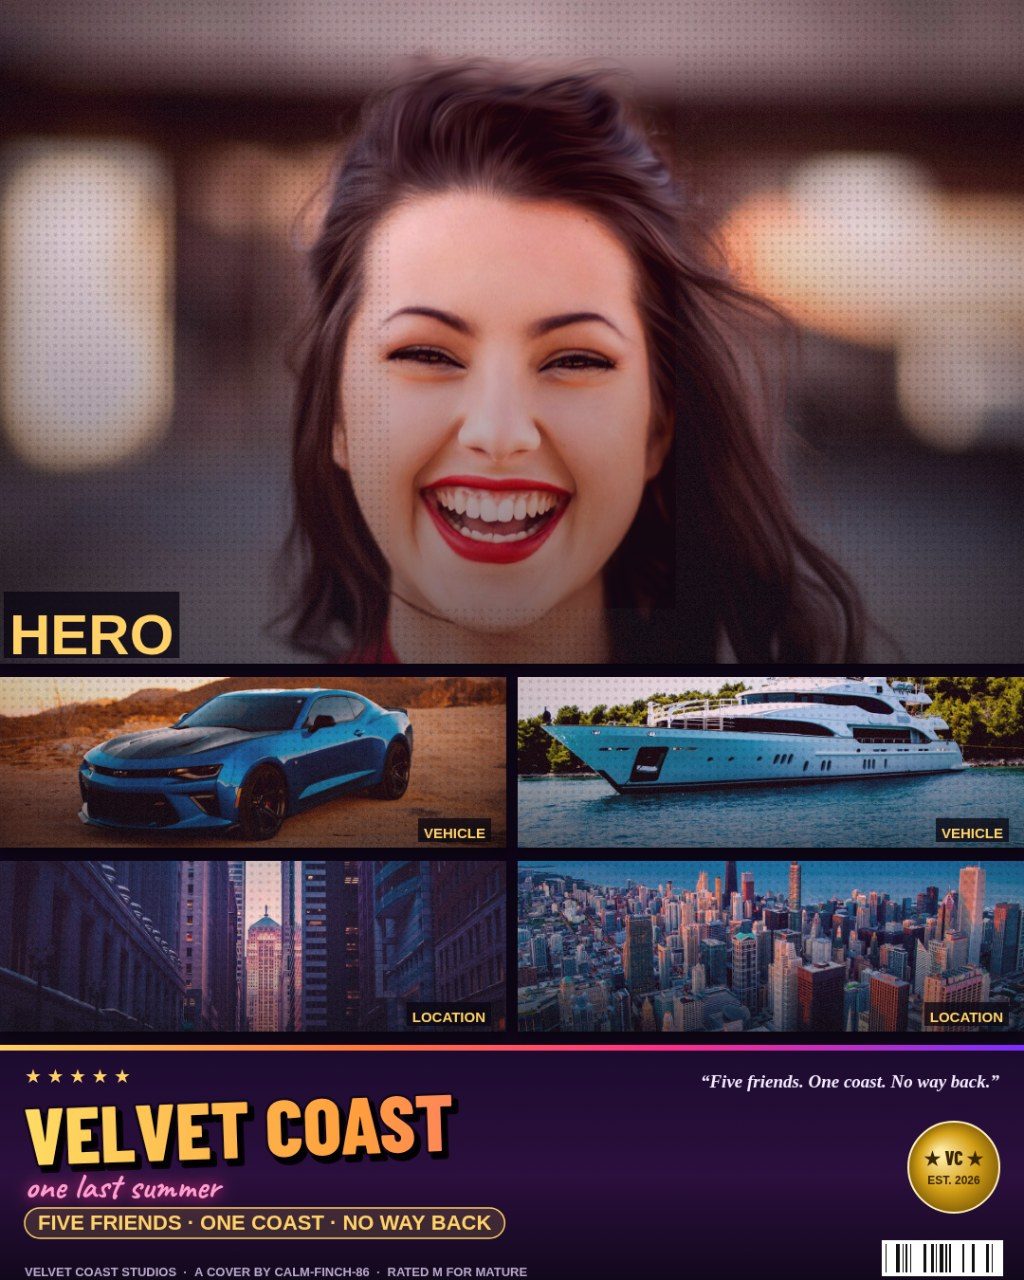 HERO
VEHICLE
VEHICLE
LOCATION
LOCATION
★★★★★
“Five friends. One coast. No way back.”
VELVET COAST
one last summer
FIVE FRIENDS · ONE COAST · NO WAY BACK
★ VC ★
EST. 2026
VELVET COAST STUDIOS · A COVER BY CALM-FINCH-86 · RATED M FOR MATURE